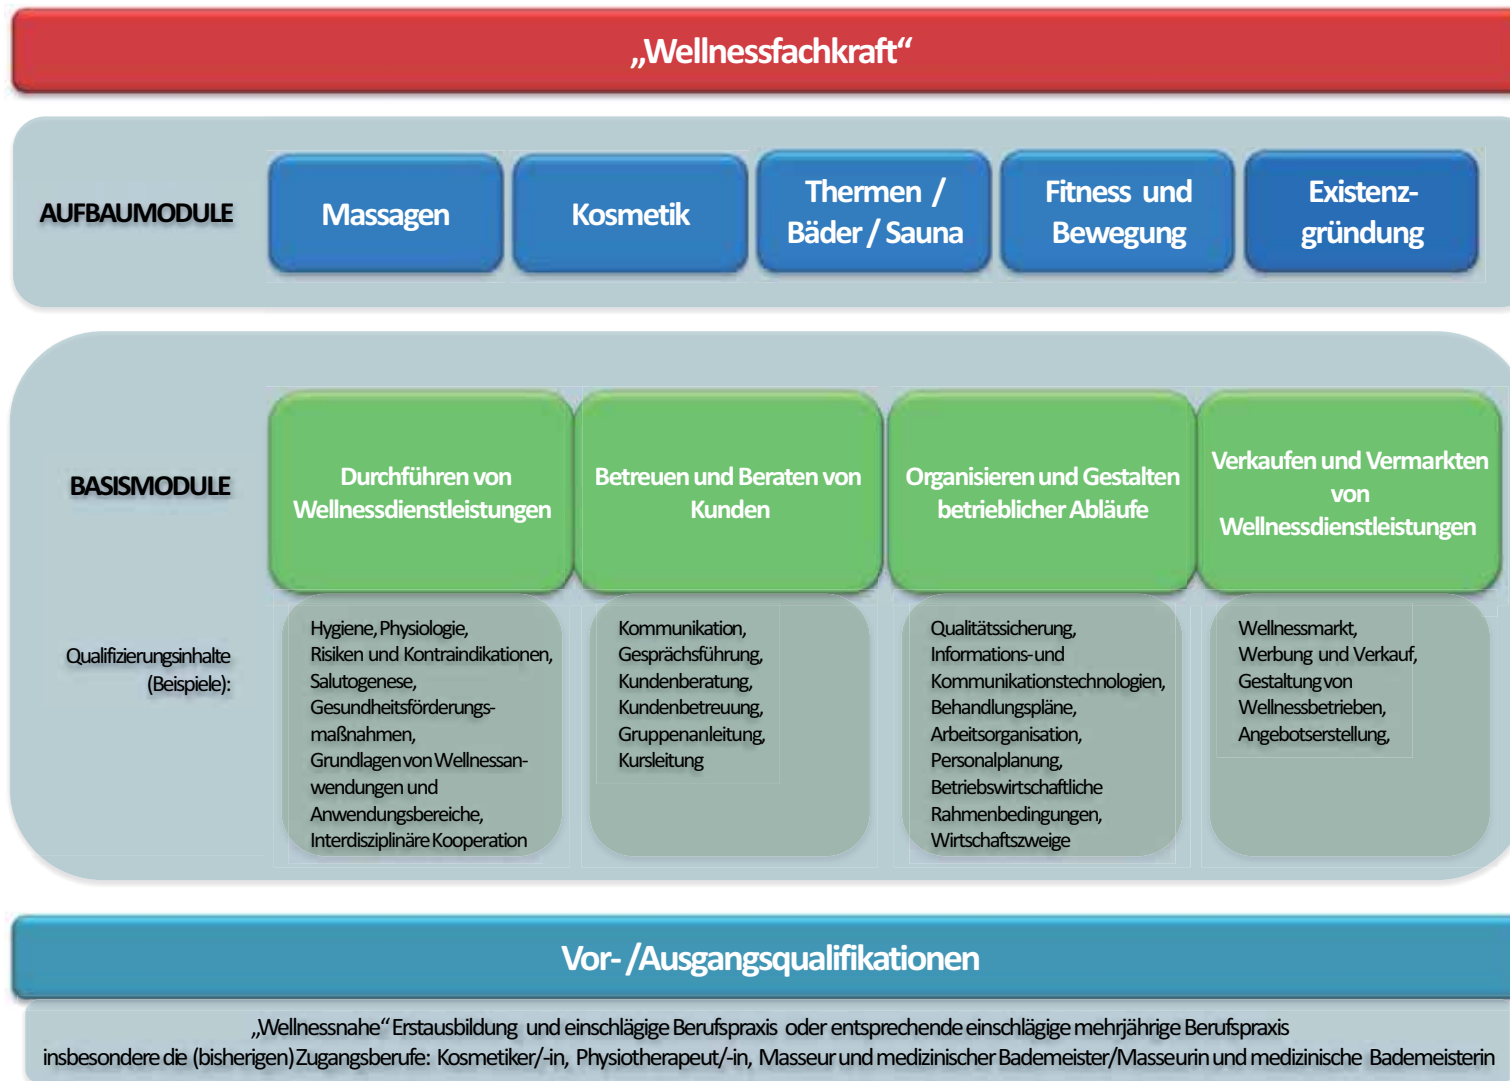 „Wellnessfachkraft“
AUFBAUMODULE
Massagen
Kosmetik
Thermen /
Bäder / Sauna
Fitness und
Bewegung
Existenz-
gründung
BASISMODULE
Durchführen von
Wellnessdienstleistungen
Betreuen und Beraten von
Kunden
Organisieren und Gestalten
betrieblicher Abläufe
Verkaufen und Vermarkten
von
Wellnessdienstleistungen
Qualifizierungsinhalte
(Beispiele):
Hygiene, Physiologie,
Risiken und Kontraindikationen,
Salutogenese,
Gesundheitsförderungs-
maßnahmen,
Grundlagen von Wellnessan-
wendungen und
Anwendungsbereiche,
Interdisziplinäre Kooperation
Kommunikation,
Gesprächsführung,
Kundenberatung,
Kundenbetreuung,
Gruppenanleitung,
Kursleitung
Qualitätssicherung,
Informations-und
Kommunikationstechnologien,
Behandlungspläne,
Arbeitsorganisation,
Personalplanung,
Betriebswirtschaftliche
Rahmenbedingungen,
Wirtschaftszweige
Wellnessmarkt,
Werbung und Verkauf,
Gestaltung von
Wellnessbetrieben,
Angebotserstellung,
Vor- /Ausgangsqualifikationen
„Wellnessnahe“ Erstausbildung und einschlägige Berufspraxis oder entsprechende einschlägige mehrjährige Berufspraxis
insbesondere die (bisherigen) Zugangsberufe: Kosmetiker/-in, Physiotherapeut/-in, Masseur und medizinischer Bademeister/Masseurin und medizinische Bademeisterin